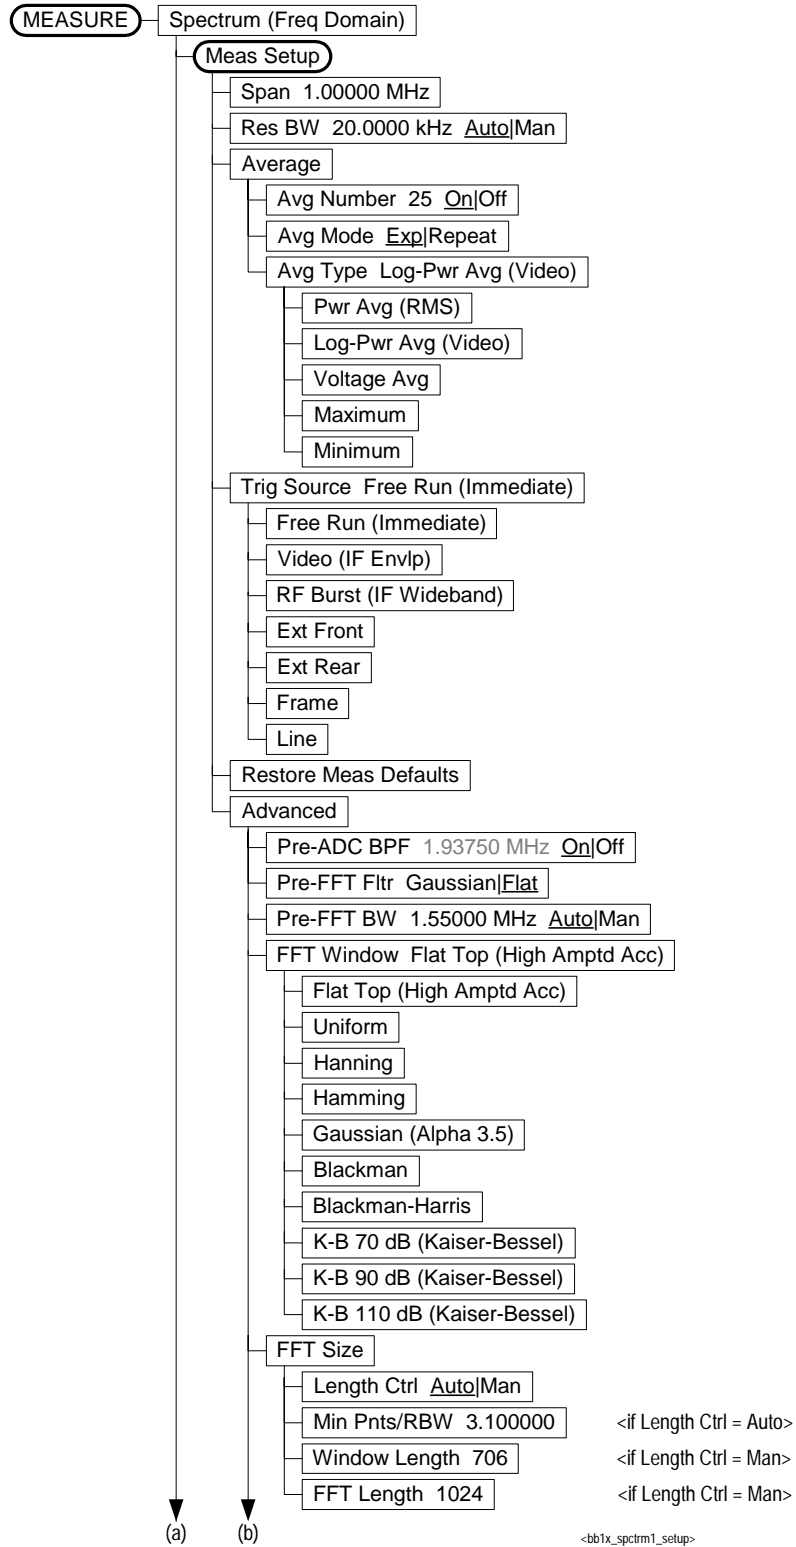 MEASURE Spectrum (Freq Domain)
Meas Setup
Span 1.00000 MHz
Res BW 20.0000 kHz Auto|Man
Average
Avg Number 25 On|Off
Avg Mode Exp|Repeat
Avg Type Log-Pwr Avg (Video)
Pwr Avg (RMS)
Log-Pwr Avg (Video)
Voltage Avg
Maximum
Minimum
Trig Source Free Run (Immediate)
Free Run (Immediate)
Video (IF Envlp)
RF Burst (IF Wideband)
Ext Front
Ext Rear
Frame
Line
Restore Meas Defaults
Advanced
Pre-ADC BPF 1.93750 MHz On|Off
Pre-FFT Fltr Gaussian|Flat
Pre-FFT BW 1.55000 MHz Auto|Man
FFT Window Flat Top (High Amptd Acc)
Flat Top (High Amptd Acc)
Uniform
Hanning
Hamming
Gaussian (Alpha 3.5)
Blackman
Blackman-Harris
K-B 70 dB (Kaiser-Bessel)
K-B 90 dB (Kaiser-Bessel)
K-B 110 dB (Kaiser-Bessel)
FFT Size
Length Ctrl Auto|Man
Min Pnts/RBW 3.100000 <if Length Ctrl = Auto>
Window Length 706 <if Length Ctrl = Man>
FFT Length 1024 <if Length Ctrl = Man>
(a) (b) <bb1x_spctrm1_setup>